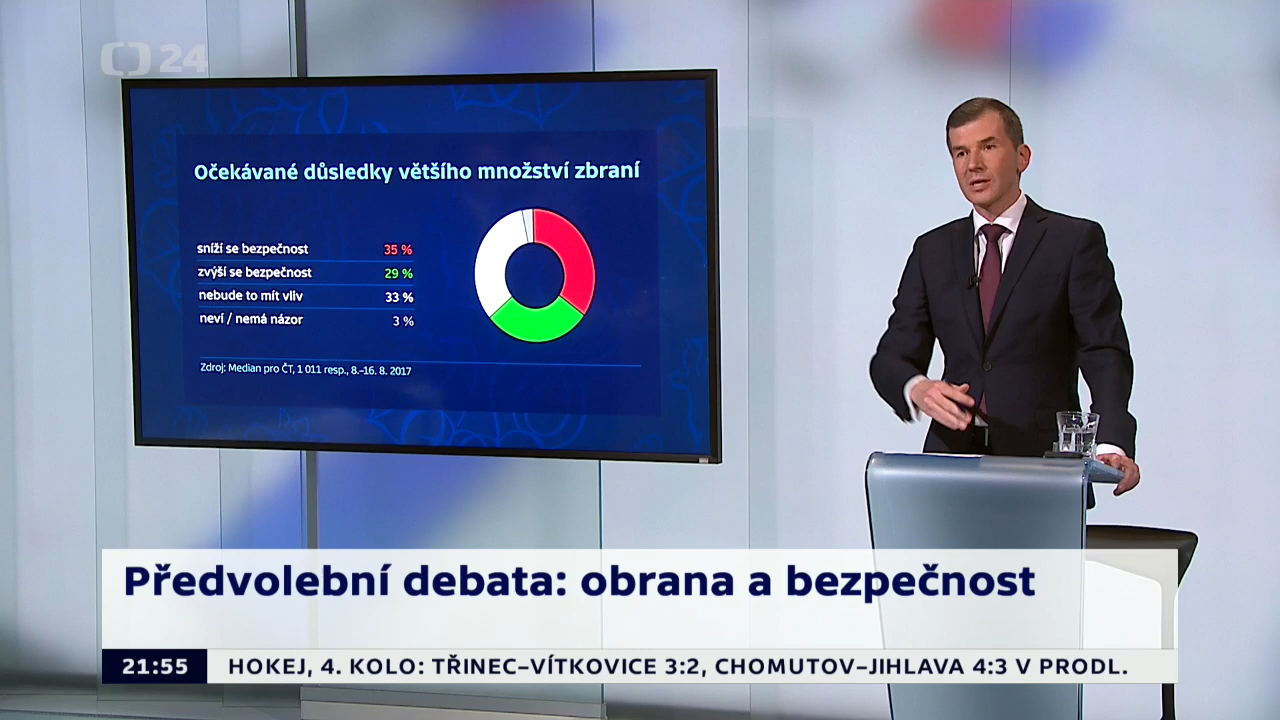 24
Očekávané důsledky většího množství zbraní
sníží se bezpečnost 35 %
zvýší se bezpečnost 29 %
nebude to mít vliv 33 %
neví / nemá názor 3 %
Zdroj: Median pro ČT, 1 011 resp., 8.–16. 8. 2017
Předvolební debata: obrana a bezpečnost
21:55 HOKEJ, 4. KOLO: TŘINEC–VÍTKOVICE 3:2, CHOMUTOV–JIHLAVA 4:3 V PRODL.